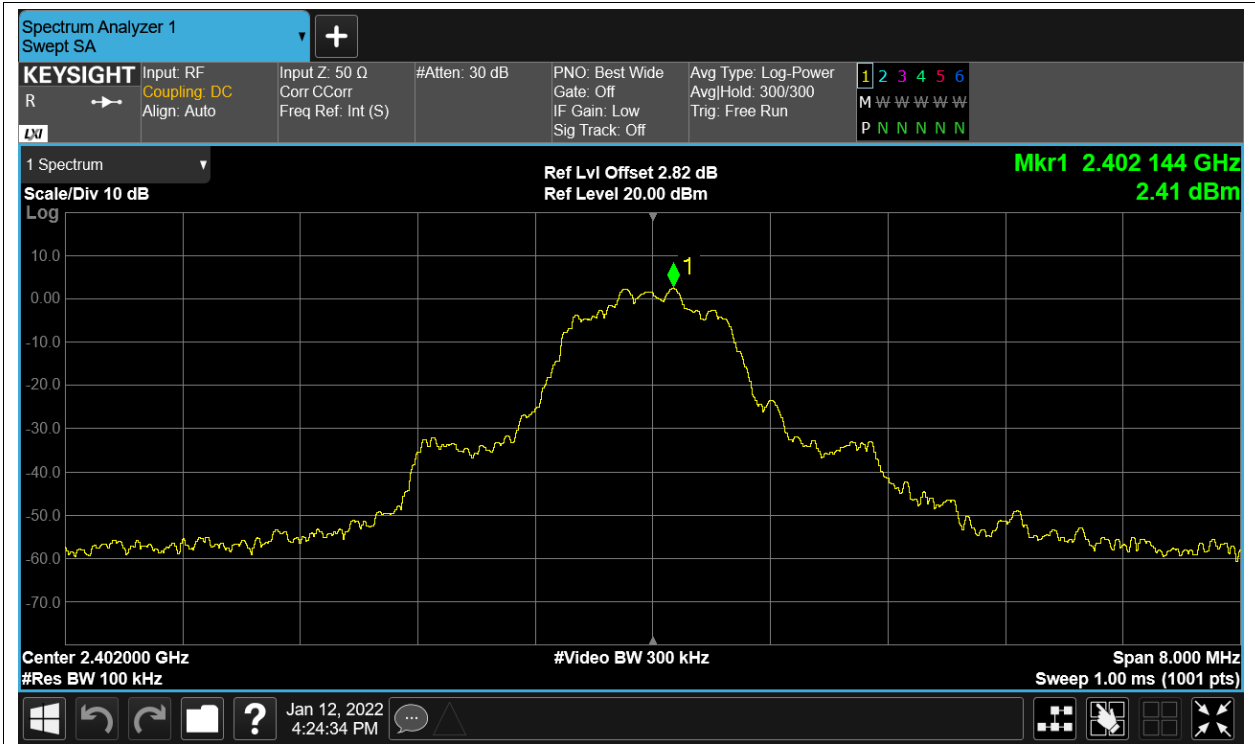 Spectrum Analyzer 1
Swept SA
KEYSIGHT
R
LXI
Input: RF
Coupling: DC
Align: Auto
Input Z: 50 Ω
Corr CCorr
Freq Ref: Int (S)
#Atten: 30 dB
PNO: Best Wide
Gate: Off
IF Gain: Low
Sig Track: Off
Avg Type: Log-Power
Avg|Hold: 300/300
Trig: Free Run
1 2 3 4 5 6
M W W W W W
P N N N N N
1 Spectrum
Scale/Div 10 dB
Log
Ref Lvl Offset 2.82 dB
Ref Level 20.00 dBm
Mkr1 2.402 144 GHz
2.41 dBm
1
10.0
0.00
-10.0
-20.0
-30.0
-40.0
-50.0
-60.0
-70.0
Center 2.402000 GHz
#Res BW 100 kHz
#Video BW 300 kHz
Span 8.000 MHz
Sweep 1.00 ms (1001 pts)
?
Jan 12, 2022
4:24:34 PM